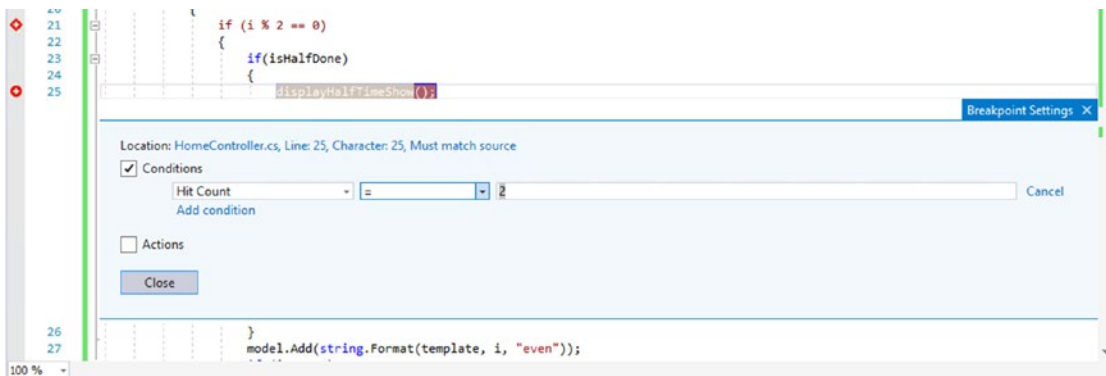 20 {
21 if (i % 2 == 0)
22 {
23 if(isHalfDone)
24 {
25 displayHalfTimeShow();
Breakpoint Settings
Location: HomeController.cs, Line: 25, Character: 25, Must match source
Conditions
Hit Count = 2 Cancel
Add condition
Actions
Close
26 }
27 model.Add(string.Format(template, i, "even"));
100 %